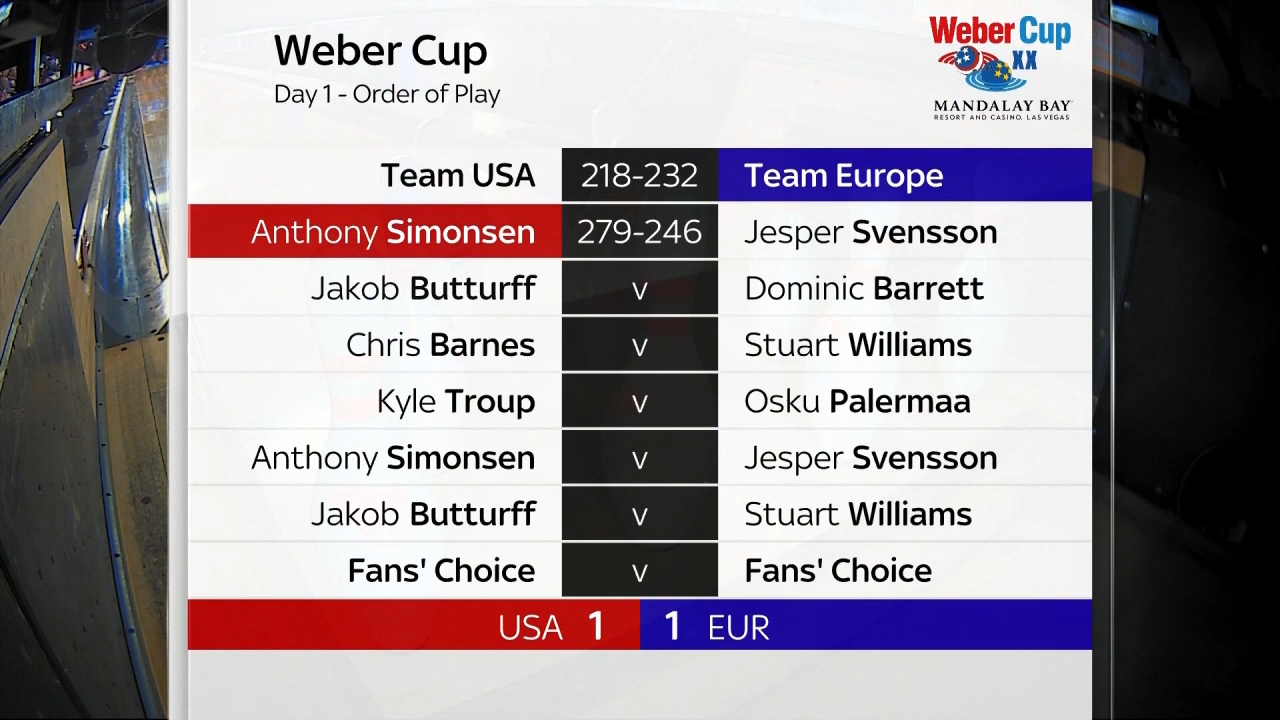 Weber Cup
Day 1 - Order of Play
Weber Cup
XX
MANDALAY BAY
RESORT AND CASINO, LAS VEGAS
Team USA 218-232 Team Europe
Anthony Simonsen 279-246 Jesper Svensson
Jakob Butturff v Dominic Barrett
Chris Barnes v Stuart Williams
Kyle Troup v Osku Palermaa
Anthony Simonsen v Jesper Svensson
Jakob Butturff v Stuart Williams
Fans' Choice v Fans' Choice
USA 1 1 EUR